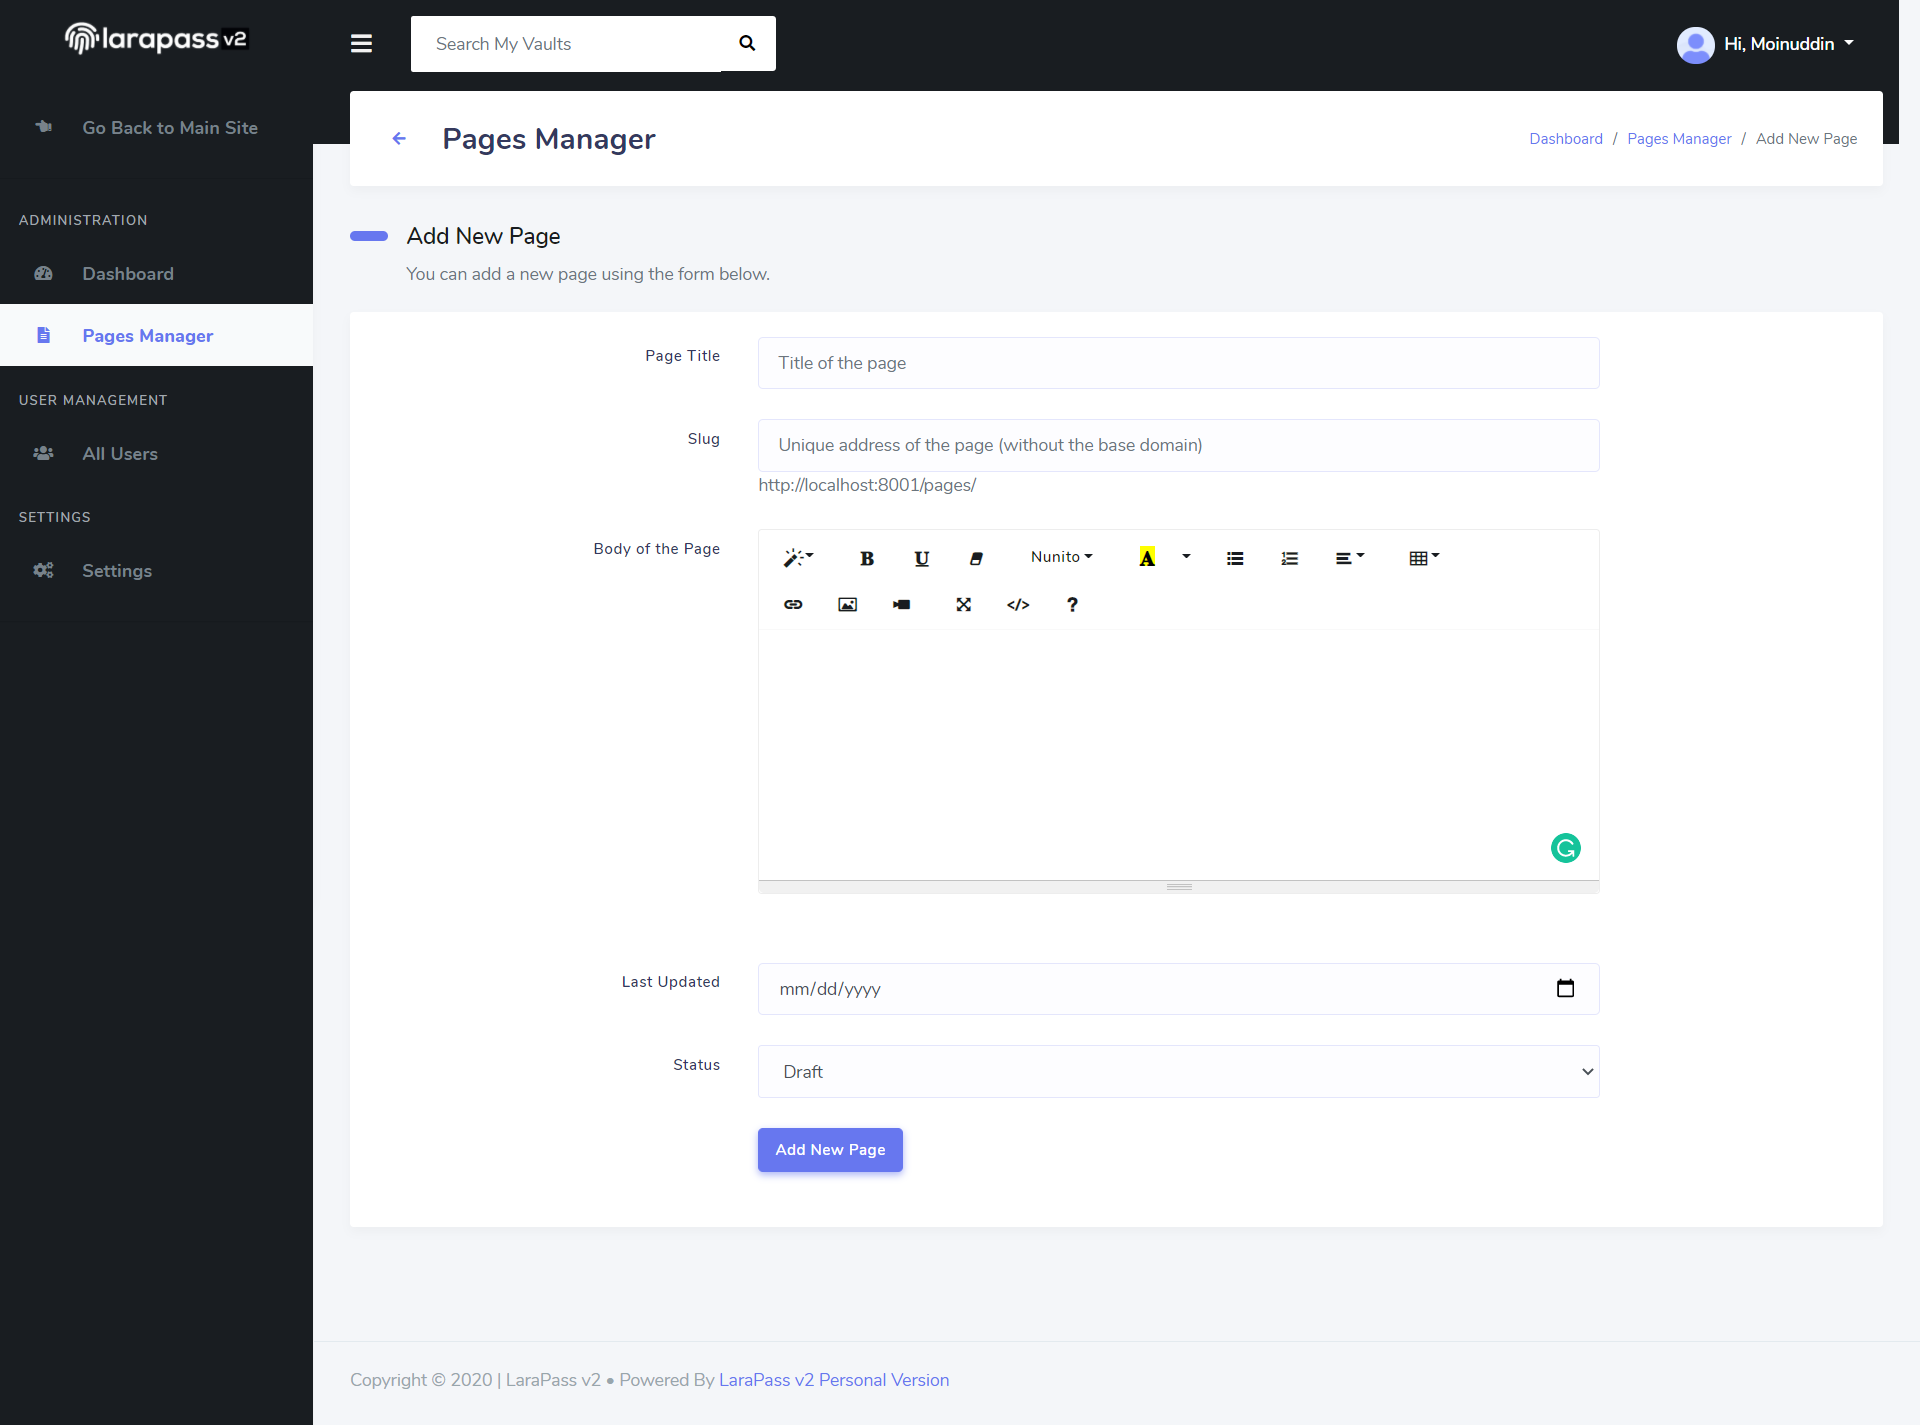 larapass v2
Search My Vaults
Hi, Moinuddin
Go Back to Main Site
Pages Manager
Dashboard / Pages Manager / Add New Page
ADMINISTRATION
Dashboard
Pages Manager
USER MANAGEMENT
All Users
SETTINGS
Settings
Add New Page
You can add a new page using the form below.
Page Title
Title of the page
Slug
Unique address of the page (without the base domain)
http://localhost:8001/pages/
Body of the Page
B U Nunito A
</> ?
Last Updated
mm/dd/yyyy
Status
Draft
Add New Page
Copyright © 2020 | LaraPass v2 • Powered By LaraPass v2 Personal Version